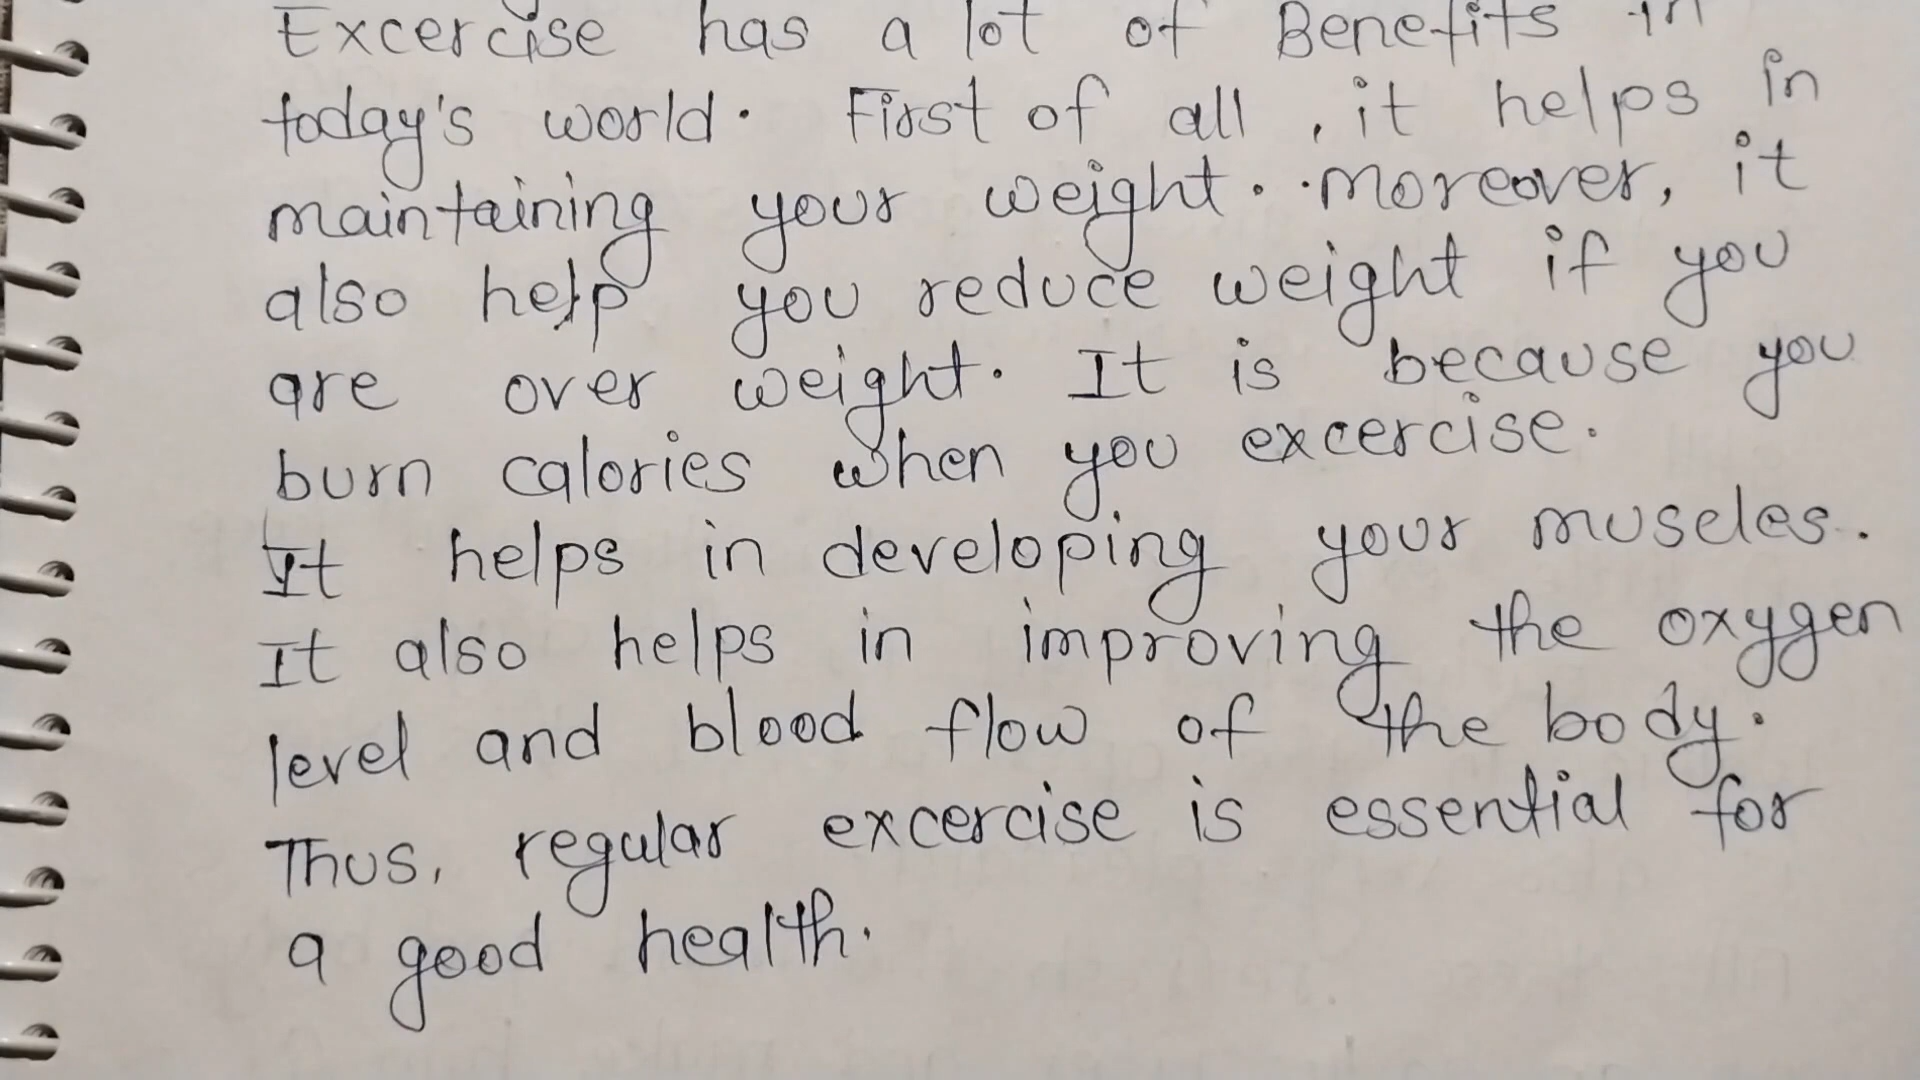 Excercise has a lot of Benefits in
today's world. First of all, it helps in
maintaining your weight. Moreover, it
also help you reduce weight if you
are over weight. It is because you
burn calories when you excercise.
It helps in developing your muscles.
It also helps in improving the oxygen
level and blood flow of the body.
Thus, regular excercise is essential for
a good health.